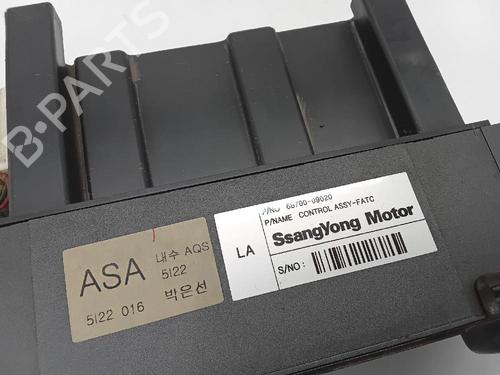 B-PARTS
P/NO 68700-09020
P/NAME CONTROL ASSY-FATC
LA
SsangYong Motor
S/NO:
ASA
내수 AQS
5122
5122 016
박은선